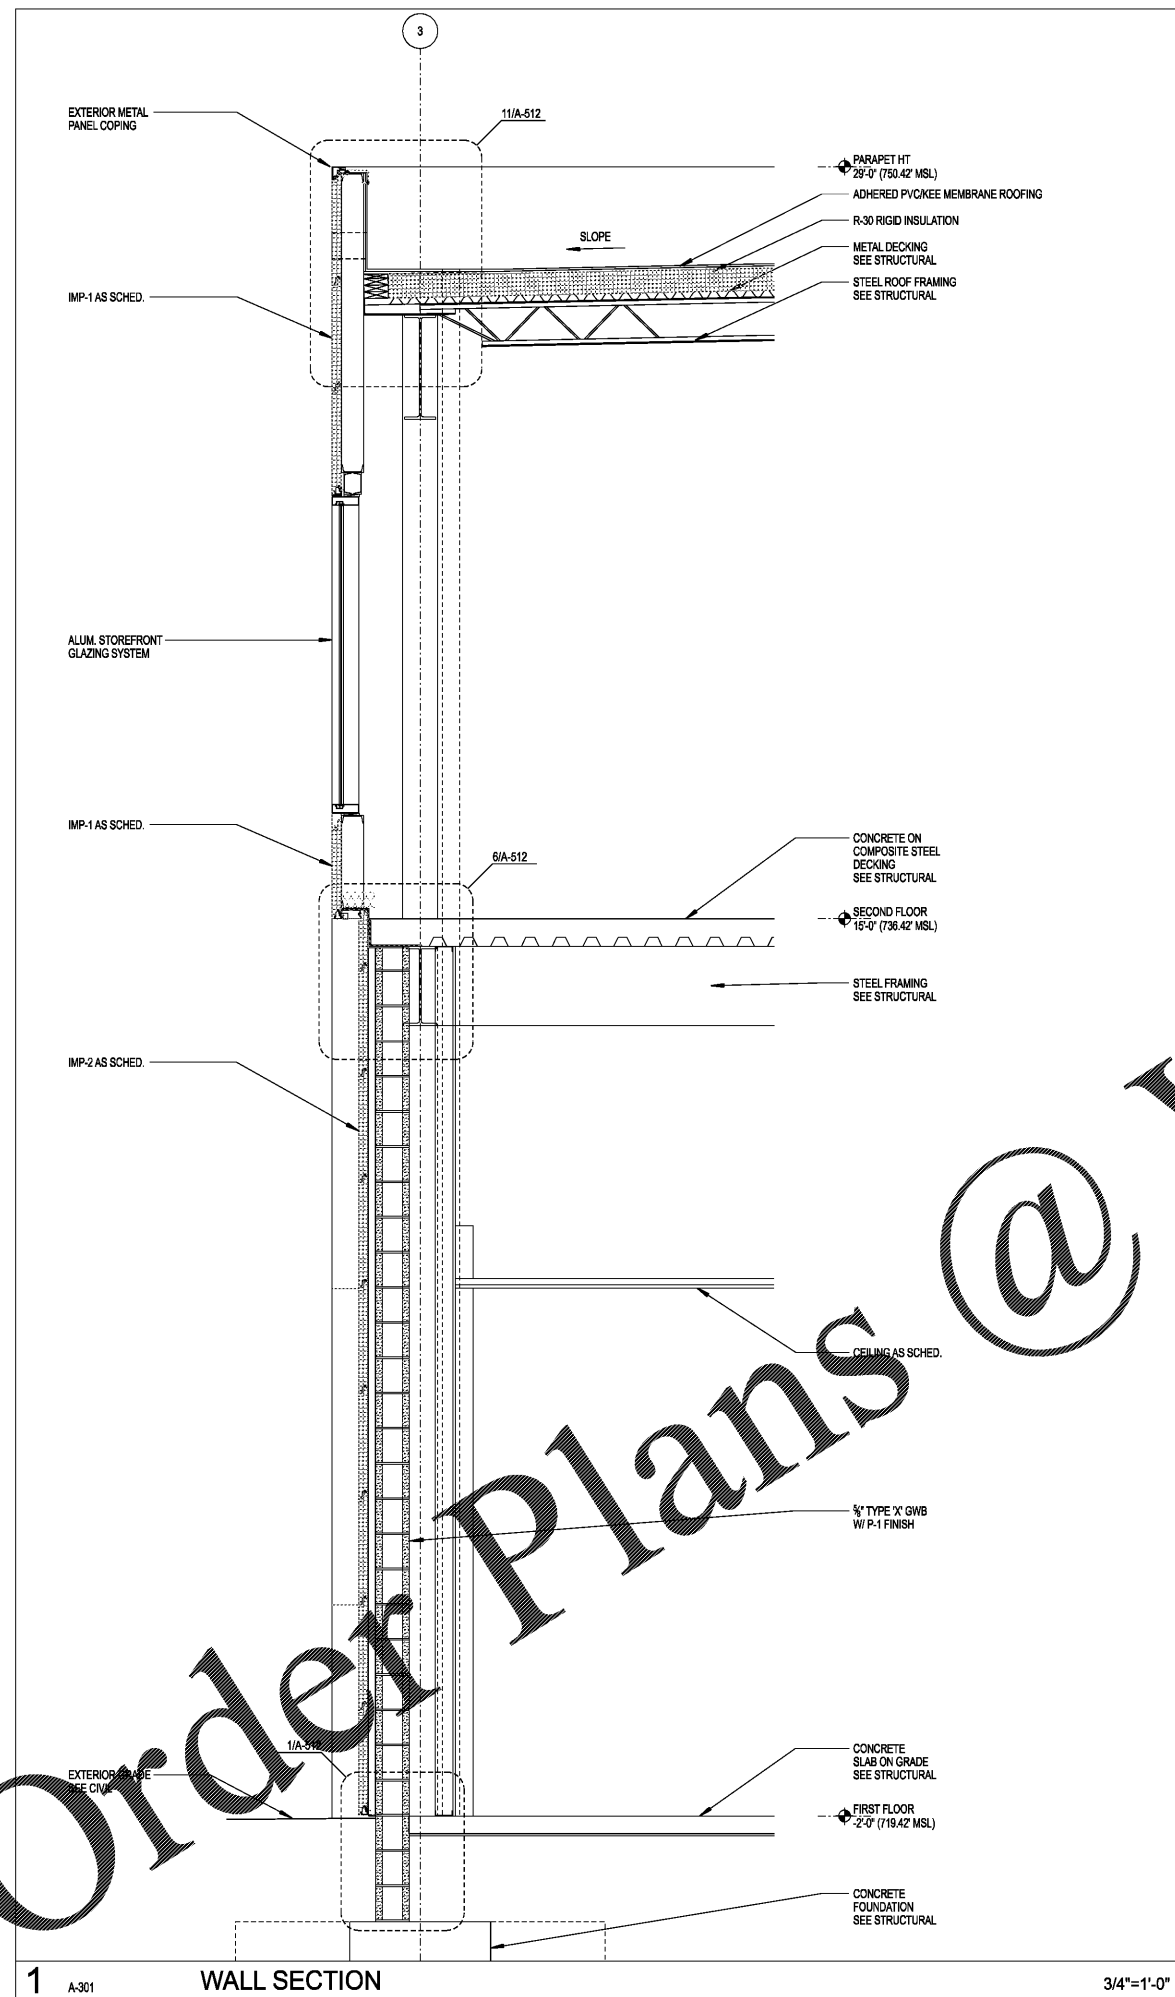 3
EXTERIOR METAL
PANEL COPING
11/A-512
PARAPET HT
29'-0" (750.42' MSL)
ADHERED PVC/KEE MEMBRANE ROOFING
R-30 RIGID INSULATION
SLOPE
METAL DECKING
SEE STRUCTURAL
STEEL ROOF FRAMING
SEE STRUCTURAL
IMP-1 AS SCHED.
ALUM. STOREFRONT
GLAZING SYSTEM
IMP-1 AS SCHED.
6/A-512
CONCRETE ON
COMPOSITE STEEL
DECKING
SEE STRUCTURAL
SECOND FLOOR
15'-0" (736.42' MSL)
STEEL FRAMING
SEE STRUCTURAL
IMP-2 AS SCHED.
CEILING AS SCHED.
⅝" TYPE 'X' GWB
W/ P-1 FINISH
1/A-512
CONCRETE
SLAB ON GRADE
SEE STRUCTURAL
EXTERIOR GRADE
SEE CIVIL
FIRST FLOOR
-2'-0" (719.42' MSL)
CONCRETE
FOUNDATION
SEE STRUCTURAL
Order Plans @
1 A-301 WALL SECTION 3/4"=1'-0"